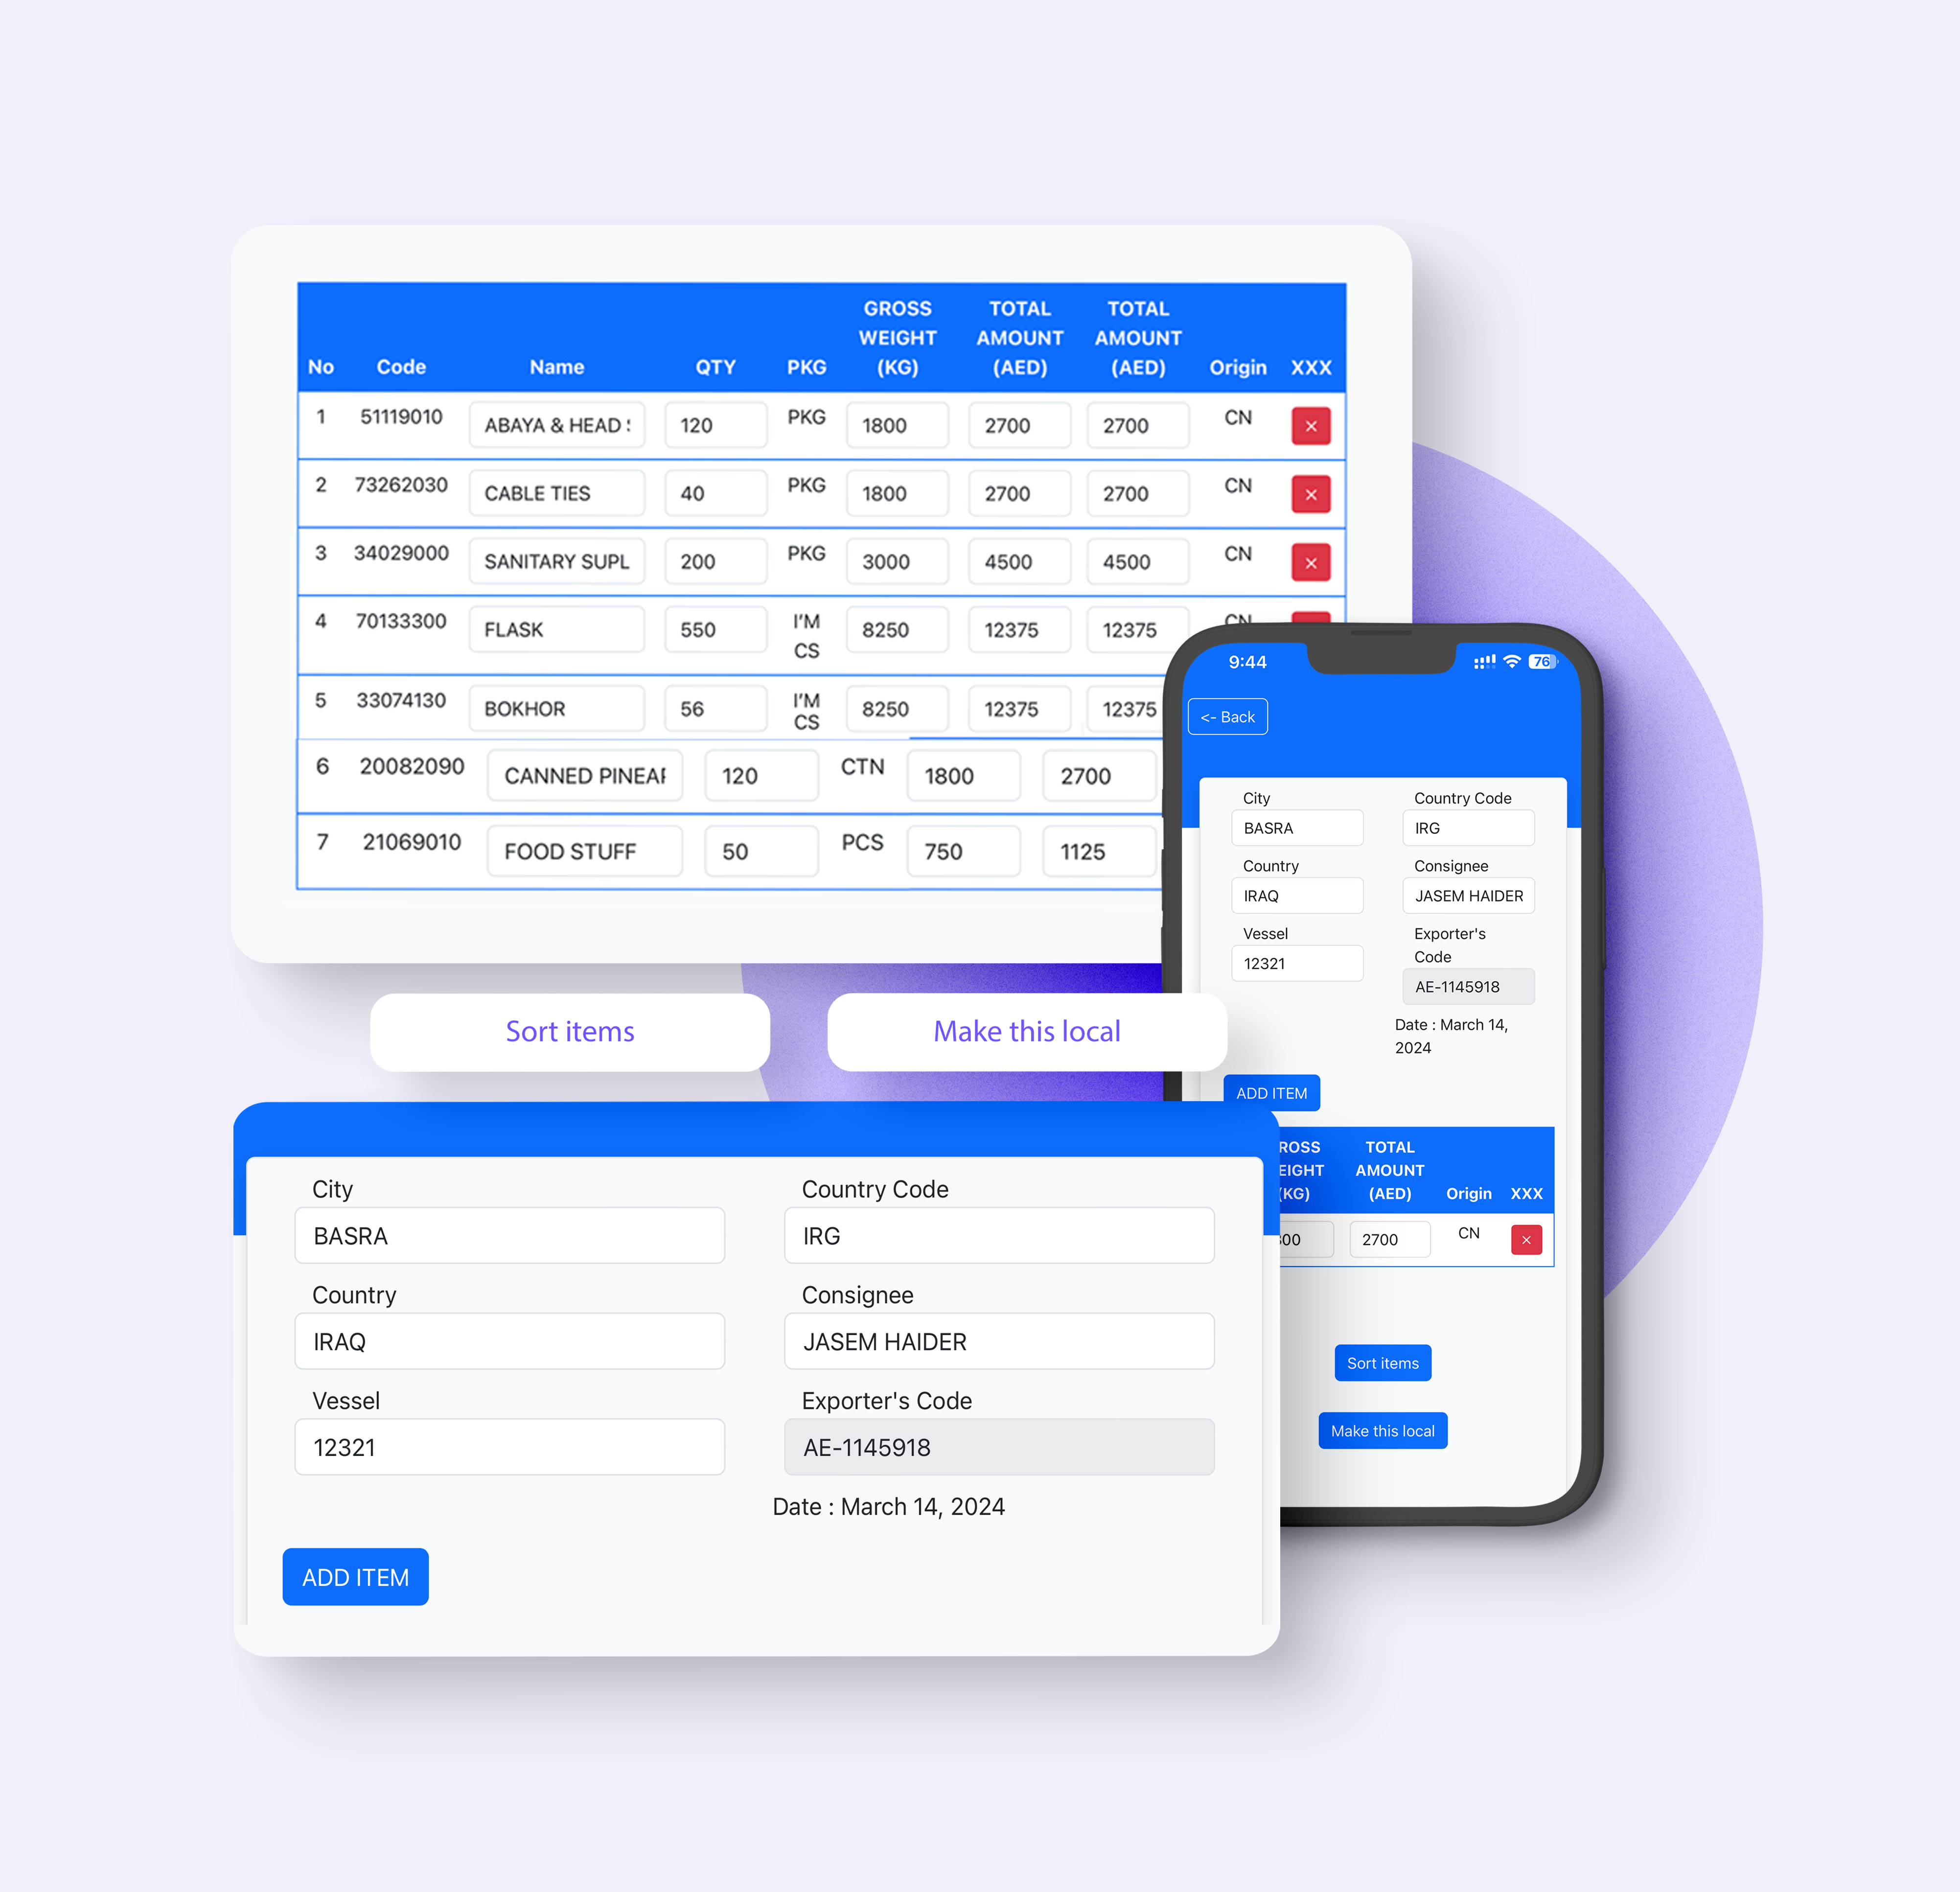 No Code Name QTY PKG GROSS WEIGHT (KG) TOTAL AMOUNT (AED) TOTAL AMOUNT (AED) Origin XXX
1 51119010 ABAYA & HEAD 120 PKG 1800 2700 2700 CN ×
2 73262030 CABLE TIES 40 PKG 1800 2700 2700 CN ×
3 34029000 SANITARY SUPL 200 PKG 3000 4500 4500 CN ×
4 70133300 FLASK 550 I'M CS 8250 12375 12375 CN
5 33074130 BOKHOR 56 I'M CS 8250 12375 12375
6 20082090 CANNED PINEAP 120 CTN 1800 2700
7 21069010 FOOD STUFF 50 PCS 750 1125
Sort items
Make this local
City
BASRA
Country Code
IRG
Country
IRAQ
Consignee
JASEM HAIDER
Vessel
12321
Exporter's Code
AE-1145918
Date : March 14, 2024
ADD ITEM
9:44
76
<- Back
City
BASRA
Country Code
IRG
Country
IRAQ
Consignee
JASEM HAIDER
Vessel
12321
Exporter's
Code
AE-1145918
Date : March 14,
2024
ADD ITEM
ROSS TOTAL
EIGHT AMOUNT
(KG) (AED) Origin XXX
00 2700 CN ×
Sort items
Make this local